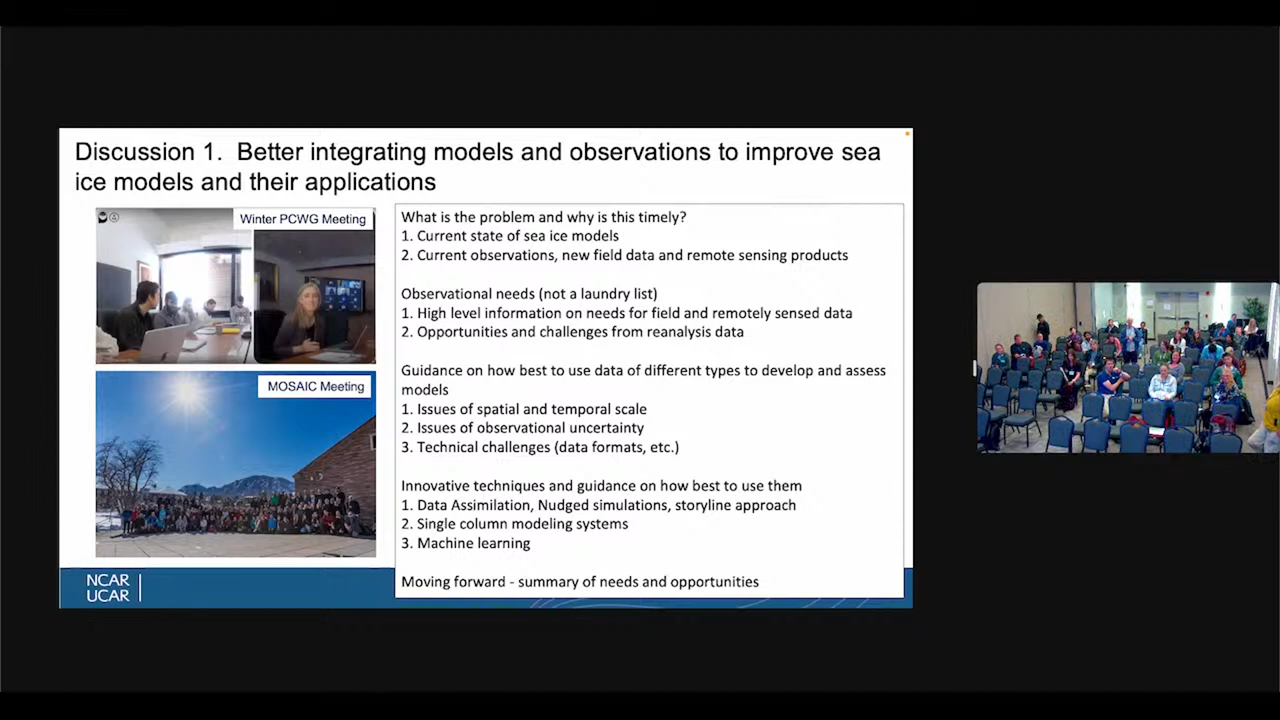 Discussion 1.  Better integrating models and observations to improve sea
ice models and their applications
Winter PCWG Meeting
MOSAIC Meeting
What is the problem and why is this timely?
1. Current state of sea ice models
2. Current observations, new field data and remote sensing products
Observational needs (not a laundry list)
1. High level information on needs for field and remotely sensed data
2. Opportunities and challenges from reanalysis data
Guidance on how best to use data of different types to develop and assess
models
1. Issues of spatial and temporal scale
2. Issues of observational uncertainty
3. Technical challenges (data formats, etc.)
Innovative techniques and guidance on how best to use them
1. Data Assimilation, Nudged simulations, storyline approach
2. Single column modeling systems
3. Machine learning
Moving forward - summary of needs and opportunities
NCAR
UCAR